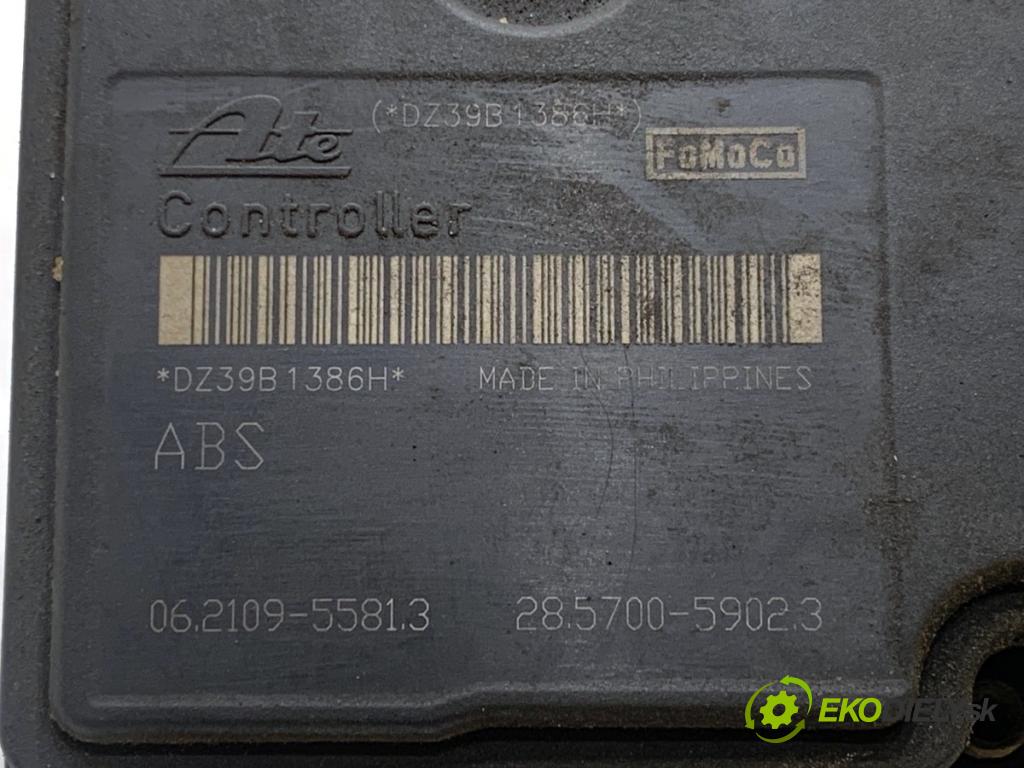 Ate (*DZ39B1386H*)
FoMoCo
Controller
*DZ39B1386H* MADE IN PHILIPPINES
ABS
06.2109-5581.3 28.5700-5902.3
EKODIELY.sk